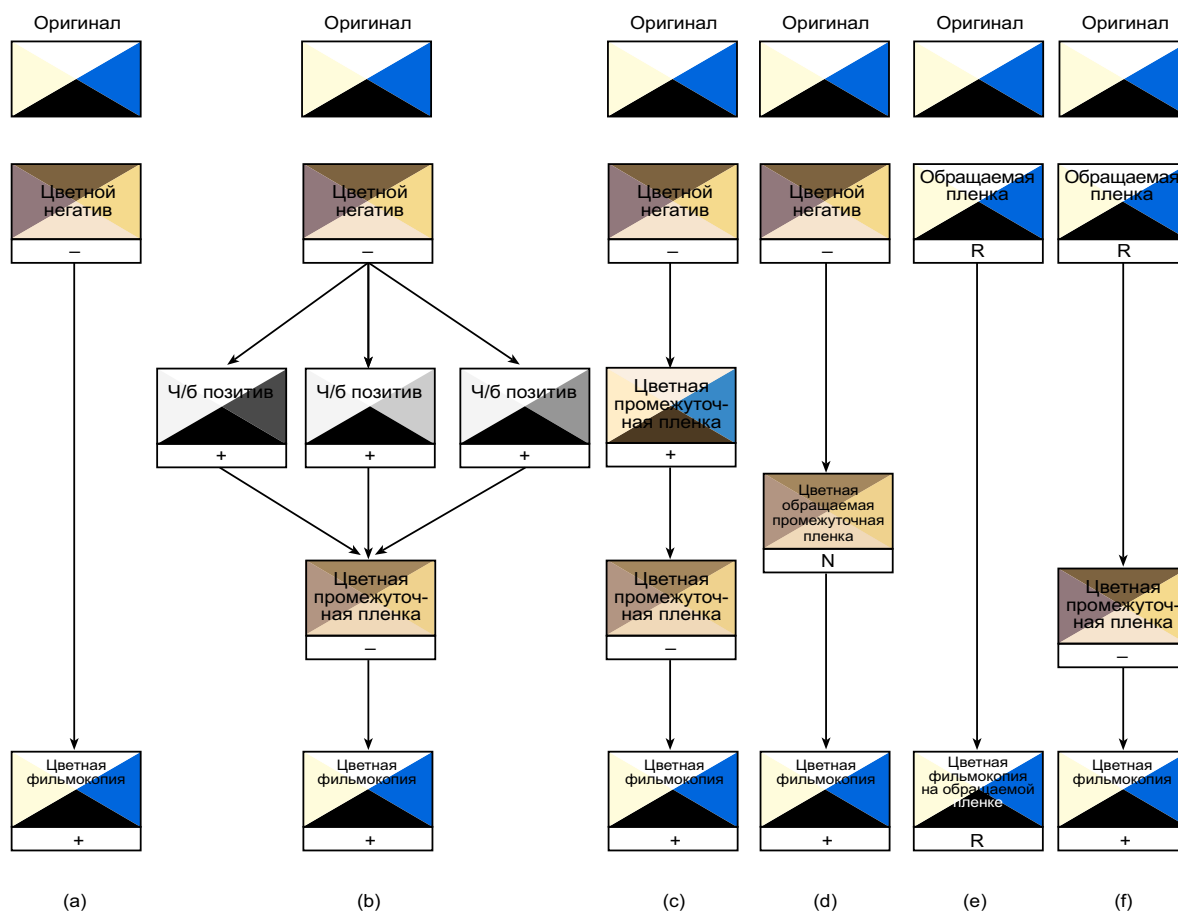 Оригинал
Оригинал
Оригинал
Оригинал
Оригинал
Оригинал
Цветной
негатив
–
Цветной
негатив
–
Цветной
негатив
–
Цветной
негатив
–
Обращаемая
пленка
R
Обращаемая
пленка
R
Ч/б позитив
+
Ч/б позитив
+
Ч/б позитив
+
Цветная
промежуточ-
ная пленка
+
Цветная
обращаемая
промежуточная
пленка
N
Цветная
промежуточ-
ная пленка
–
Цветная
промежуточ-
ная пленка
–
Цветная
промежуточ-
ная пленка
–
Цветная
фильмокопия
+
Цветная
фильмокопия
+
Цветная
фильмокопия
+
Цветная
фильмокопия
+
Цветная
фильмокопия
на обращаемой
пленке
R
Цветная
фильмокопия
+
(a)
(b)
(c)
(d)
(e)
(f)